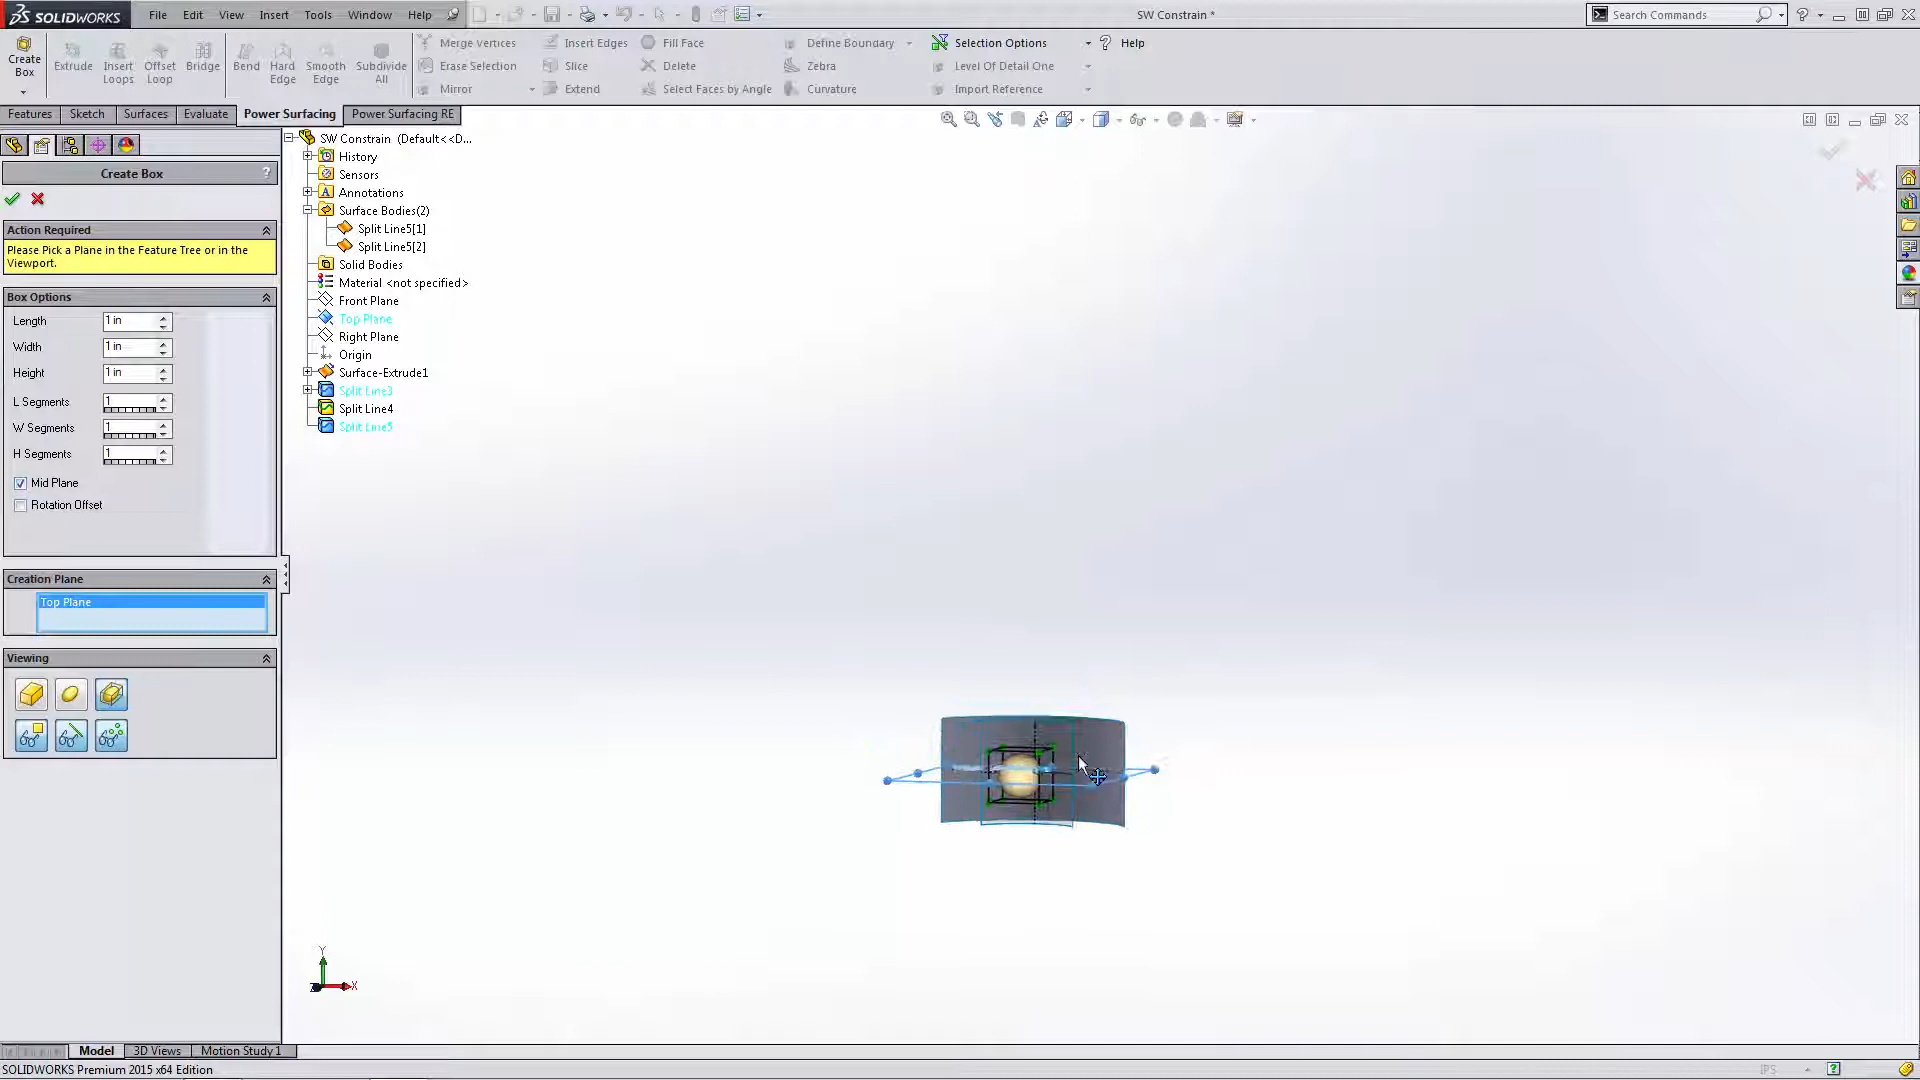 SOLIDWORKS File Edit View Insert Tools Window Help SW Constrain * Search Commands
Create Box Extrude Insert Loops Offset Loop Bridge Bend Hard Edge Smooth Edge Subdivide All
Merge Vertices Insert Edges Fill Face Define Boundary Selection Options Help
Erase Selection Slice Delete Zebra Level Of Detail One
Mirror Extend Select Faces by Angle Curvature Import Reference
Features Sketch Surfaces Evaluate Power Surfacing Power Surfacing RE
Create Box ?
Action Required
Please Pick a Plane in the Feature Tree or in the
Viewport.
Box Options
Length 1 in
Width 1 in
Height 1 in
L Segments 1
W Segments 1
H Segments 1
Mid Plane
Rotation Offset
Creation Plane
Top Plane
Viewing
SW Constrain (Default<<D...
History
Sensors
Annotations
Surface Bodies(2)
Split Line5[1]
Split Line5[2]
Solid Bodies
Material <not specified>
Front Plane
Top Plane
Right Plane
Origin
Surface-Extrude1
Split Line3
Split Line4
Split Line5
Y
Z X
Model 3D Views Motion Study 1
SOLIDWORKS Premium 2015 x64 Edition IPS